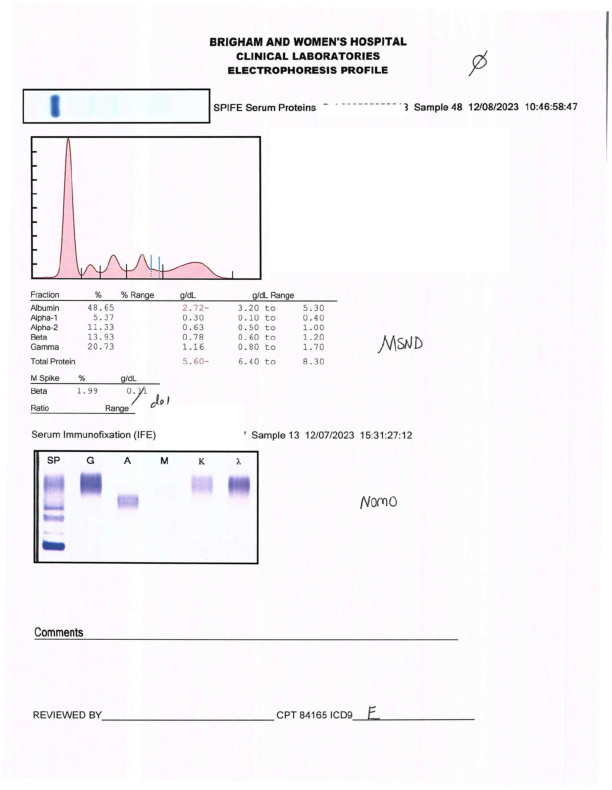 BRIGHAM AND WOMEN'S HOSPITAL
CLINICAL LABORATORIES
ELECTROPHORESIS PROFILE
Ø
SPIFE Serum Proteins 3 Sample 48 12/08/2023 10:46:58:47
Fraction % % Range g/dL g/dL Range
Albumin 48.65 2.72- 3.20 to 5.30
Alpha-1 5.37 0.30 0.10 to 0.40
Alpha-2 11.33 0.63 0.50 to 1.00
Beta 13.93 0.78 0.60 to 1.20
Gamma 20.73 1.16 0.80 to 1.70
MSND
Total Protein 5.60- 6.40 to 8.30
M Spike % g/dL
Beta 1.99 0.11
del
Ratio Range
Serum Immunofixation (IFE) Sample 13 12/07/2023 15:31:27:12
SP G A M K λ
NOMO
Comments
REVIEWED BY CPT 84165 ICD9 E